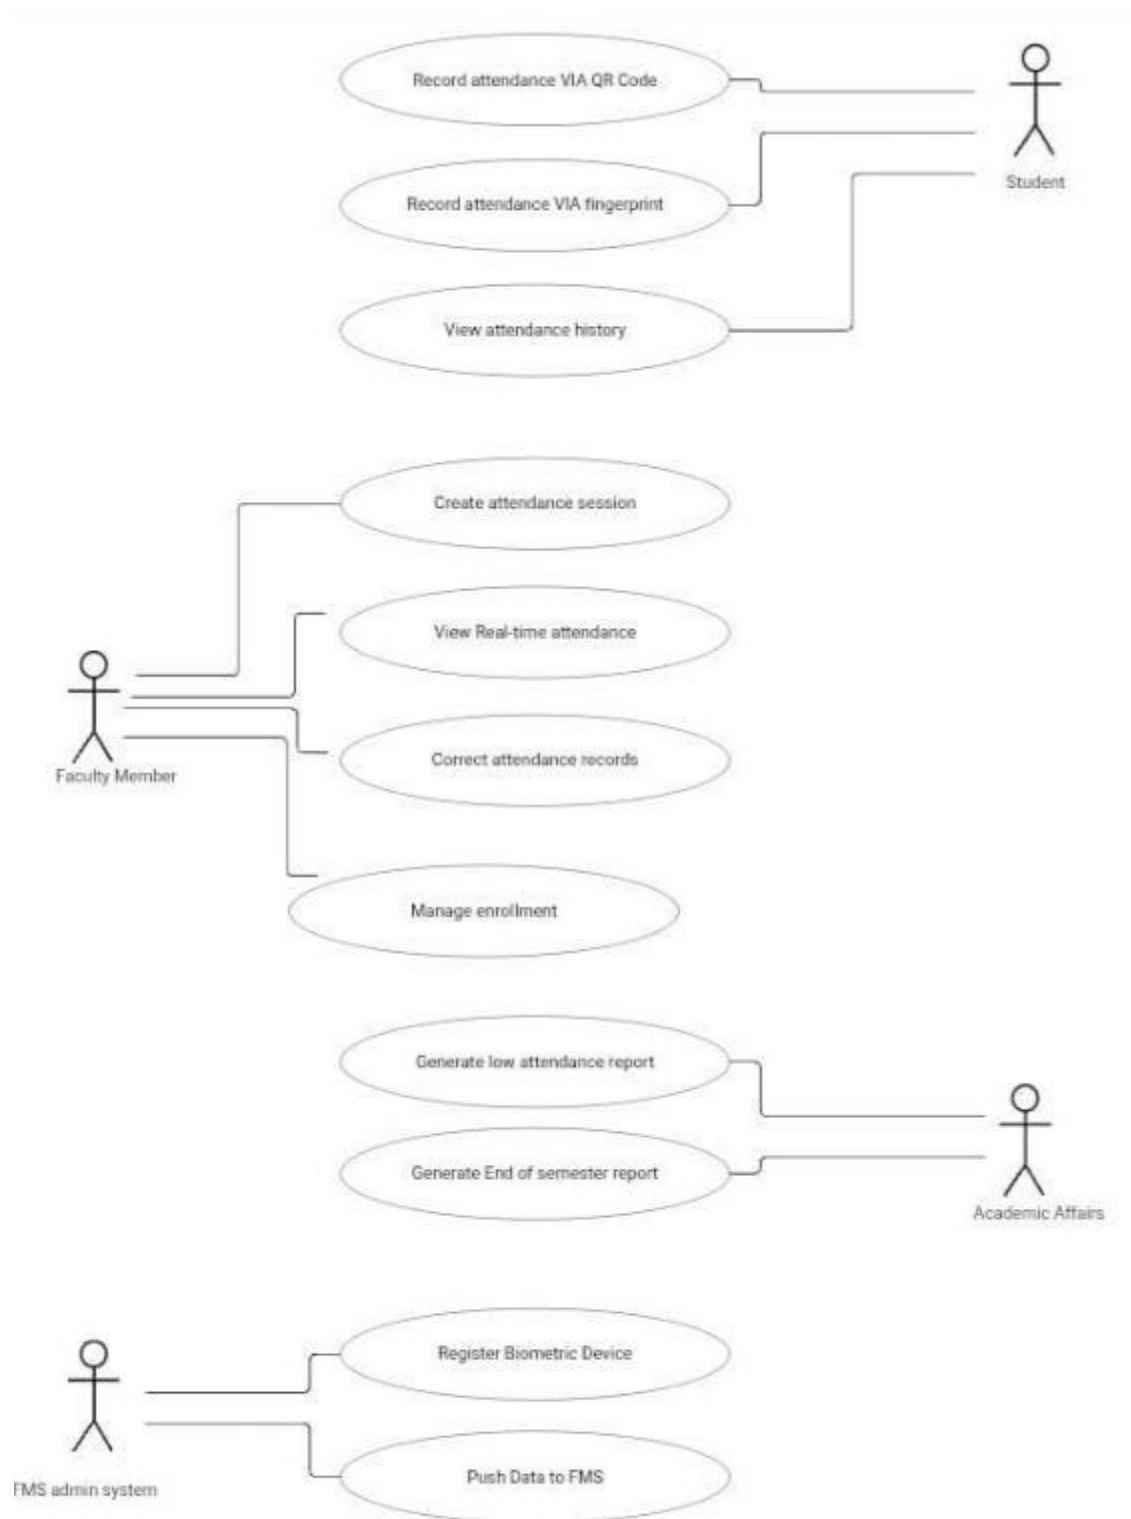 Record attendance VIA QR Code
Student
Record attendance VIA fingerprint
View attendance history
Create attendance session
View Real-time attendance
Faculty Member
Correct attendance records
Manage enrollment
Generate low attendance report
Generate End of semester report
Academic Affairs
Register Biometric Device
Push Data to FMS
FMS admin system